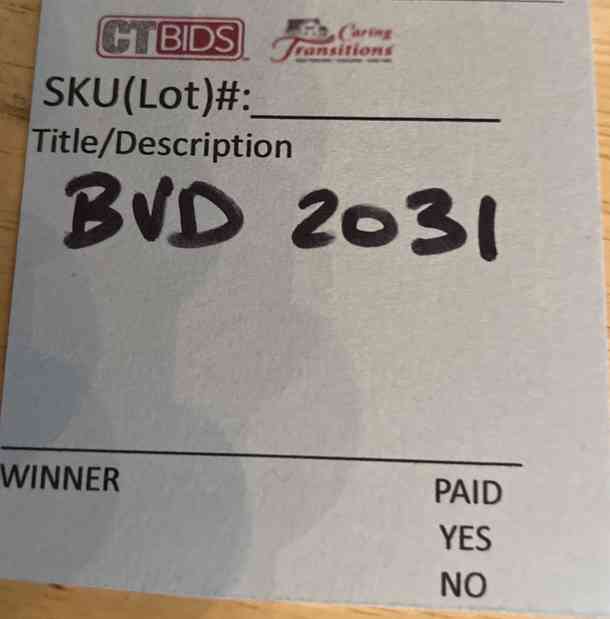 CTBIDS Caring Transitions
SKU(Lot)#:
Title/Description
BVD 2031
WINNER
PAID
YES
NO